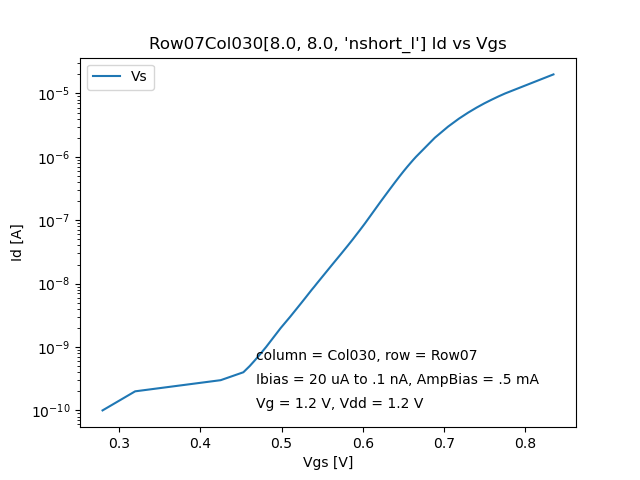 Row07Col030[8.0, 8.0, 'nshort_l'] Id vs Vgs
Vs
10⁻⁵
10⁻⁶
10⁻⁷
10⁻⁸
10⁻⁹
10⁻¹⁰
Id [A]
column = Col030, row = Row07
Ibias = 20 uA to .1 nA, AmpBias = .5 mA
Vg = 1.2 V, Vdd = 1.2 V
0.3 0.4 0.5 0.6 0.7 0.8
Vgs [V]